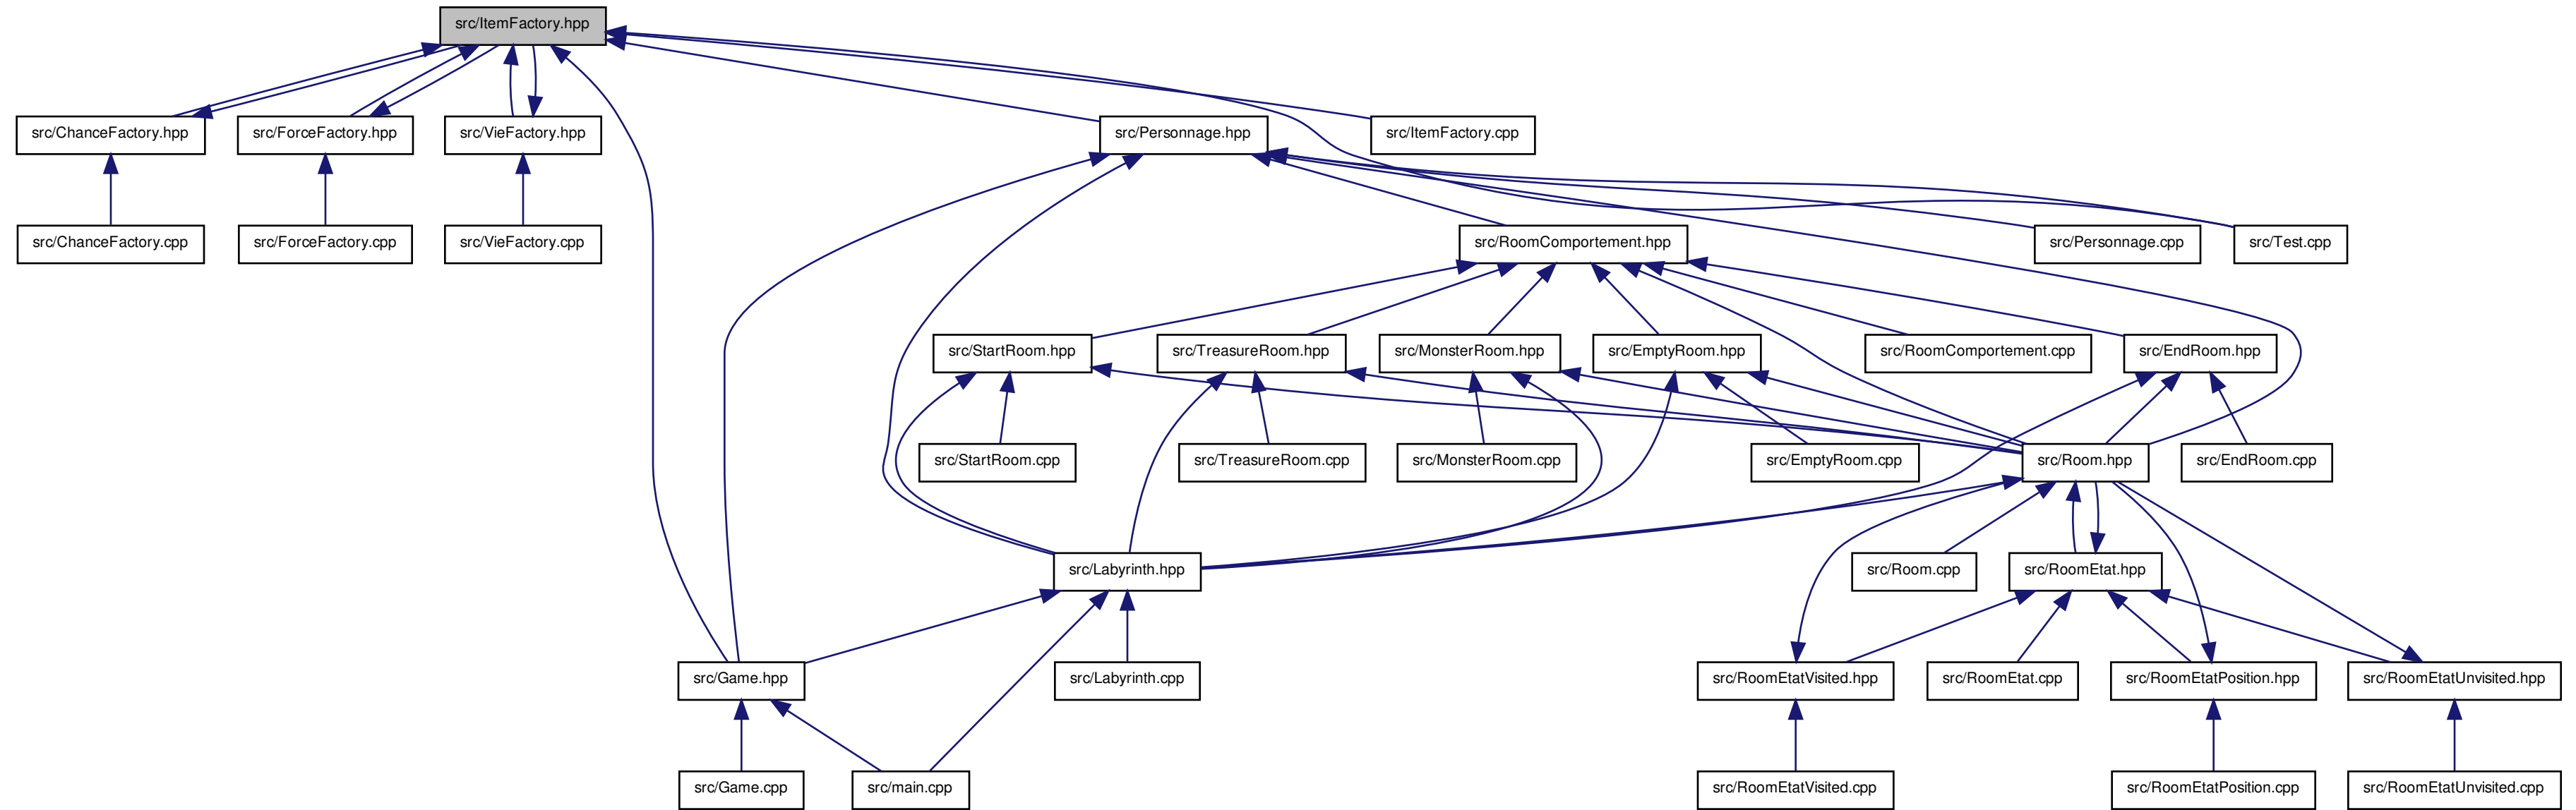 src/ItemFactory.hpp
src/ChanceFactory.hpp
src/ForceFactory.hpp
src/VieFactory.hpp
src/Personnage.hpp
src/ItemFactory.cpp
src/ChanceFactory.cpp
src/ForceFactory.cpp
src/VieFactory.cpp
src/RoomComportement.hpp
src/Personnage.cpp
src/Test.cpp
src/StartRoom.hpp
src/TreasureRoom.hpp
src/MonsterRoom.hpp
src/EmptyRoom.hpp
src/RoomComportement.cpp
src/EndRoom.hpp
src/StartRoom.cpp
src/TreasureRoom.cpp
src/MonsterRoom.cpp
src/EmptyRoom.cpp
src/Room.hpp
src/EndRoom.cpp
src/Labyrinth.hpp
src/Room.cpp
src/RoomEtat.hpp
src/Game.hpp
src/Labyrinth.cpp
src/RoomEtatVisited.hpp
src/RoomEtat.cpp
src/RoomEtatPosition.hpp
src/RoomEtatUnvisited.hpp
src/Game.cpp
src/main.cpp
src/RoomEtatVisited.cpp
src/RoomEtatPosition.cpp
src/RoomEtatUnvisited.cpp